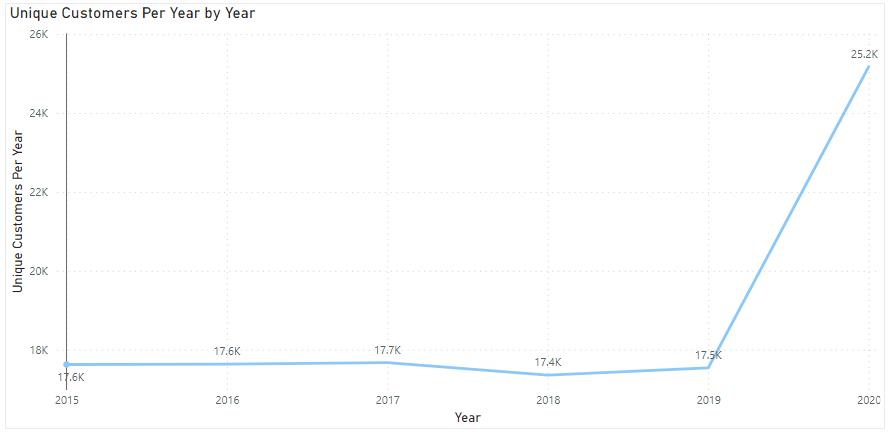 Unique Customers Per Year by Year
26K
24K
22K
20K
18K
Unique Customers Per Year
17.6K
17.6K
17.7K
17.4K
17.5K
25.2K
2015 2016 2017 2018 2019 2020
Year